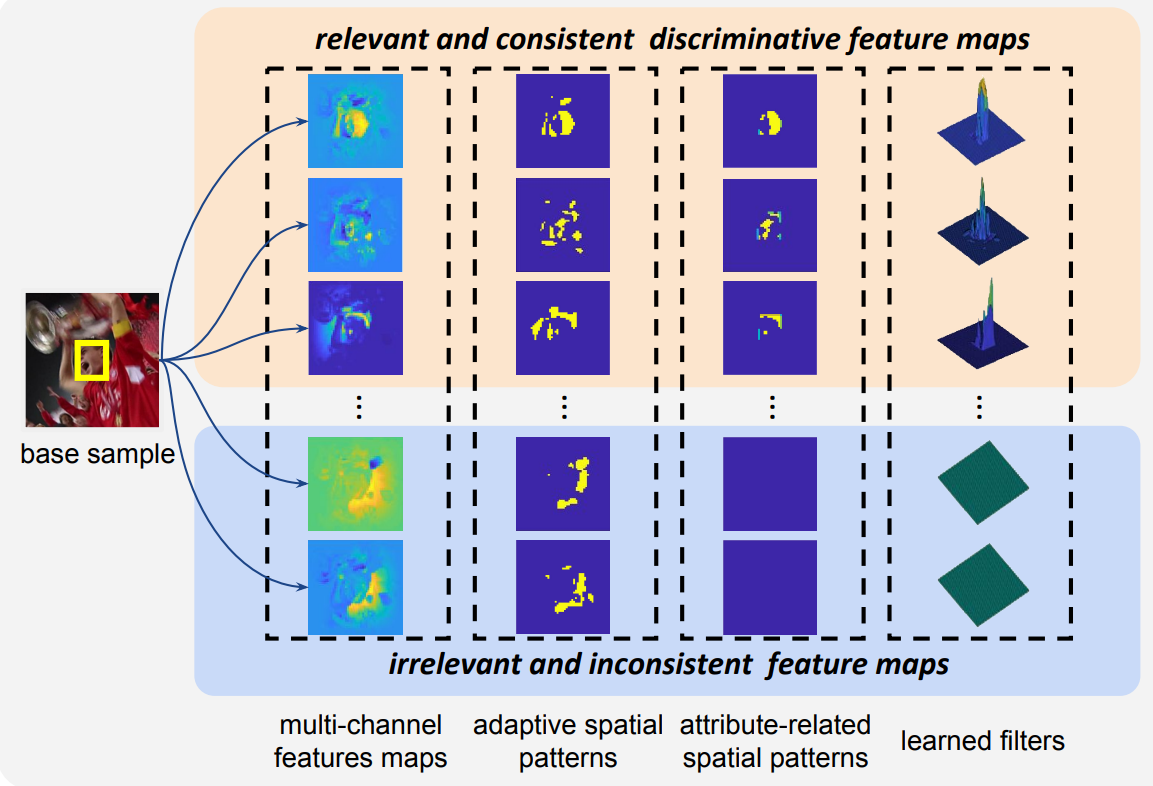 relevant and consistent discriminative feature maps
base sample
irrelevant and inconsistent feature maps
multi-channel
features maps
adaptive spatial
patterns
attribute-related
spatial patterns
learned filters